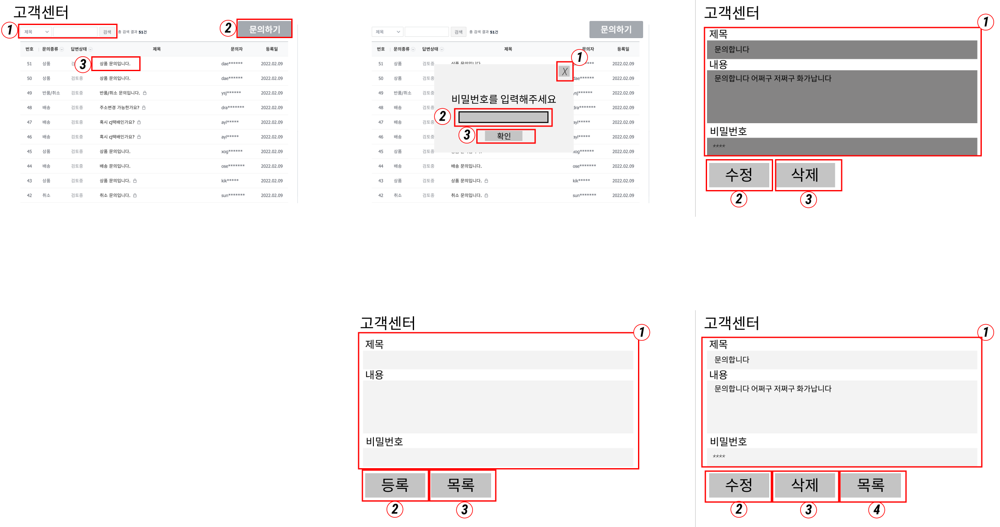 고객센터
1 제목 검색 총 검색 결과 51건 2 문의하기
번호 문의종류 답변상태 제목 문의자 등록일
51 상품 3 상품 문의입니다. dae****** 2022.02.09
50 상품 검토중 상품 문의입니다. dae****** 2022.02.09
49 반품/취소 검토중 반품/취소 문의입니다. ysj****** 2022.02.09
48 배송 검토중 주소변경 가능한가요? dra******* 2022.02.09
47 배송 검토중 혹시 cj택배인가요? ayl***** 2022.02.09
46 배송 검토중 혹시 cj택배인가요? ayl***** 2022.02.09
45 상품 검토중 상품 문의입니다. xog****** 2022.02.09
44 배송 검토중 배송 문의입니다. ose******* 2022.02.09
43 상품 검토중 상품 문의입니다. kik***** 2022.02.09
42 취소 검토중 취소 문의입니다. sun******* 2022.02.09
제목 검색 총 검색 결과 51건 문의하기
번호 문의종류 답변상태 제목 문의자 등록일
51 상품 검토중 상품 문의입니다 1 **** 2022.02.09
50 상품 검토중 X dae****** 2022.02.09
49 반품/취소 검토중 ysj****** 2022.02.09
비밀번호를 입력해주세요
48 배송 검토중 dra******* 2022.02.09
2
47 배송 검토중 ayl***** 2022.02.09
46 배송 검토중 3 확인 ayl***** 2022.02.09
45 상품 검토중 xog****** 2022.02.09
44 배송 검토중 배송 문의입니다. ose******* 2022.02.09
43 상품 검토중 상품 문의입니다. kik***** 2022.02.09
42 취소 검토중 취소 문의입니다. sun******* 2022.02.09
고객센터
1
제목
문의합니다
내용
문의합니다 어쩌구 저쩌구 화가납니다
비밀번호
****
수정 삭제
2 3
고객센터
1
제목
내용
비밀번호
등록 목록
2 3
고객센터
1
제목
문의합니다
내용
문의합니다 어쩌구 저쩌구 화가납니다
비밀번호
****
수정 삭제 목록
2 3 4